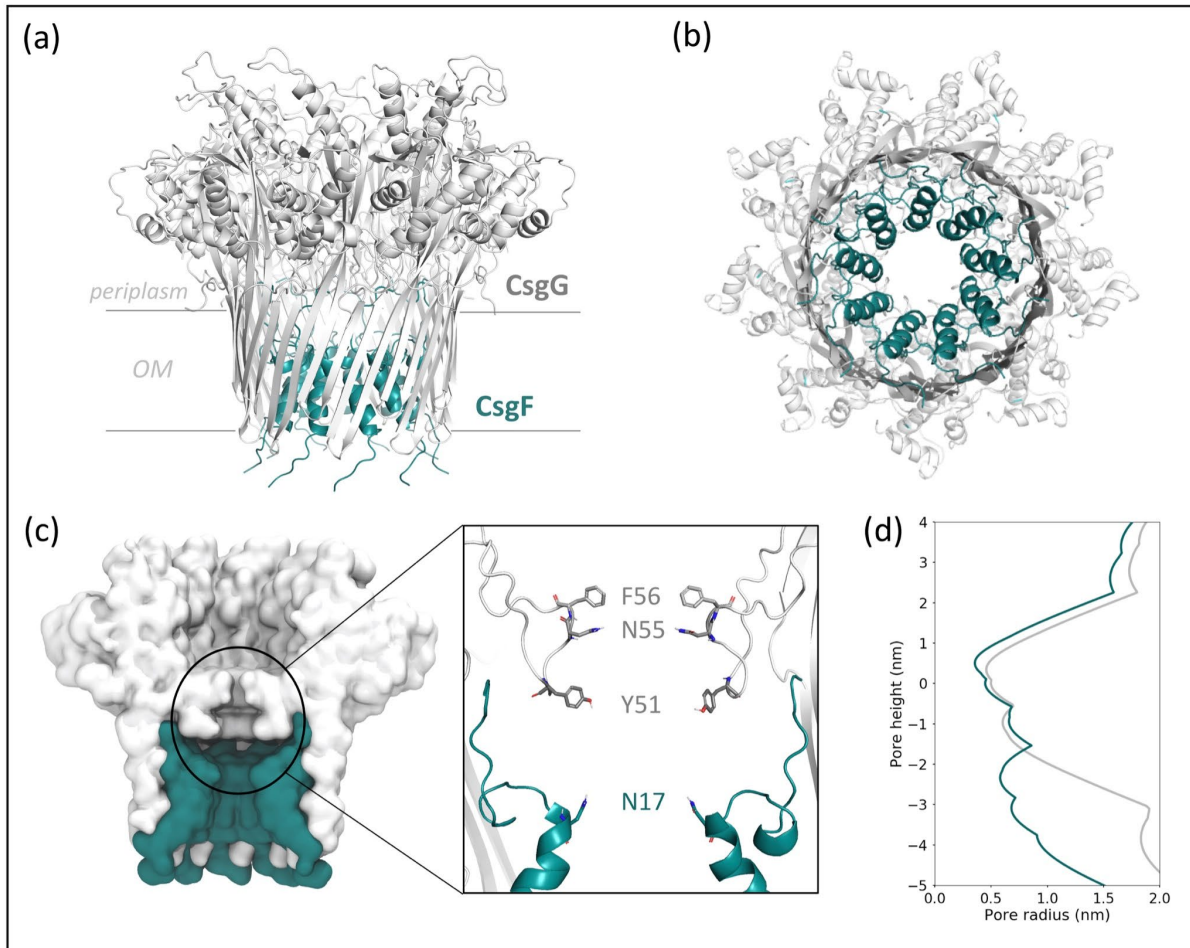 (a)
(b)
CsgG
periplasm
OM
CsgF
(c)
F56
N55
Y51
N17
(d)
4
3
2
1
0
−1
−2
−3
−4
−5
Pore height (nm)
0.0 0.5 1.0 1.5 2.0
Pore radius (nm)